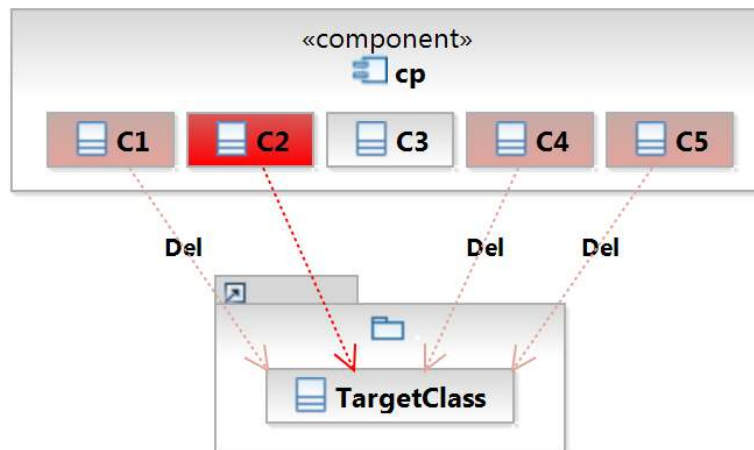 «component»
cp
C1 C2 C3 C4 C5
Del Del Del
TargetClass